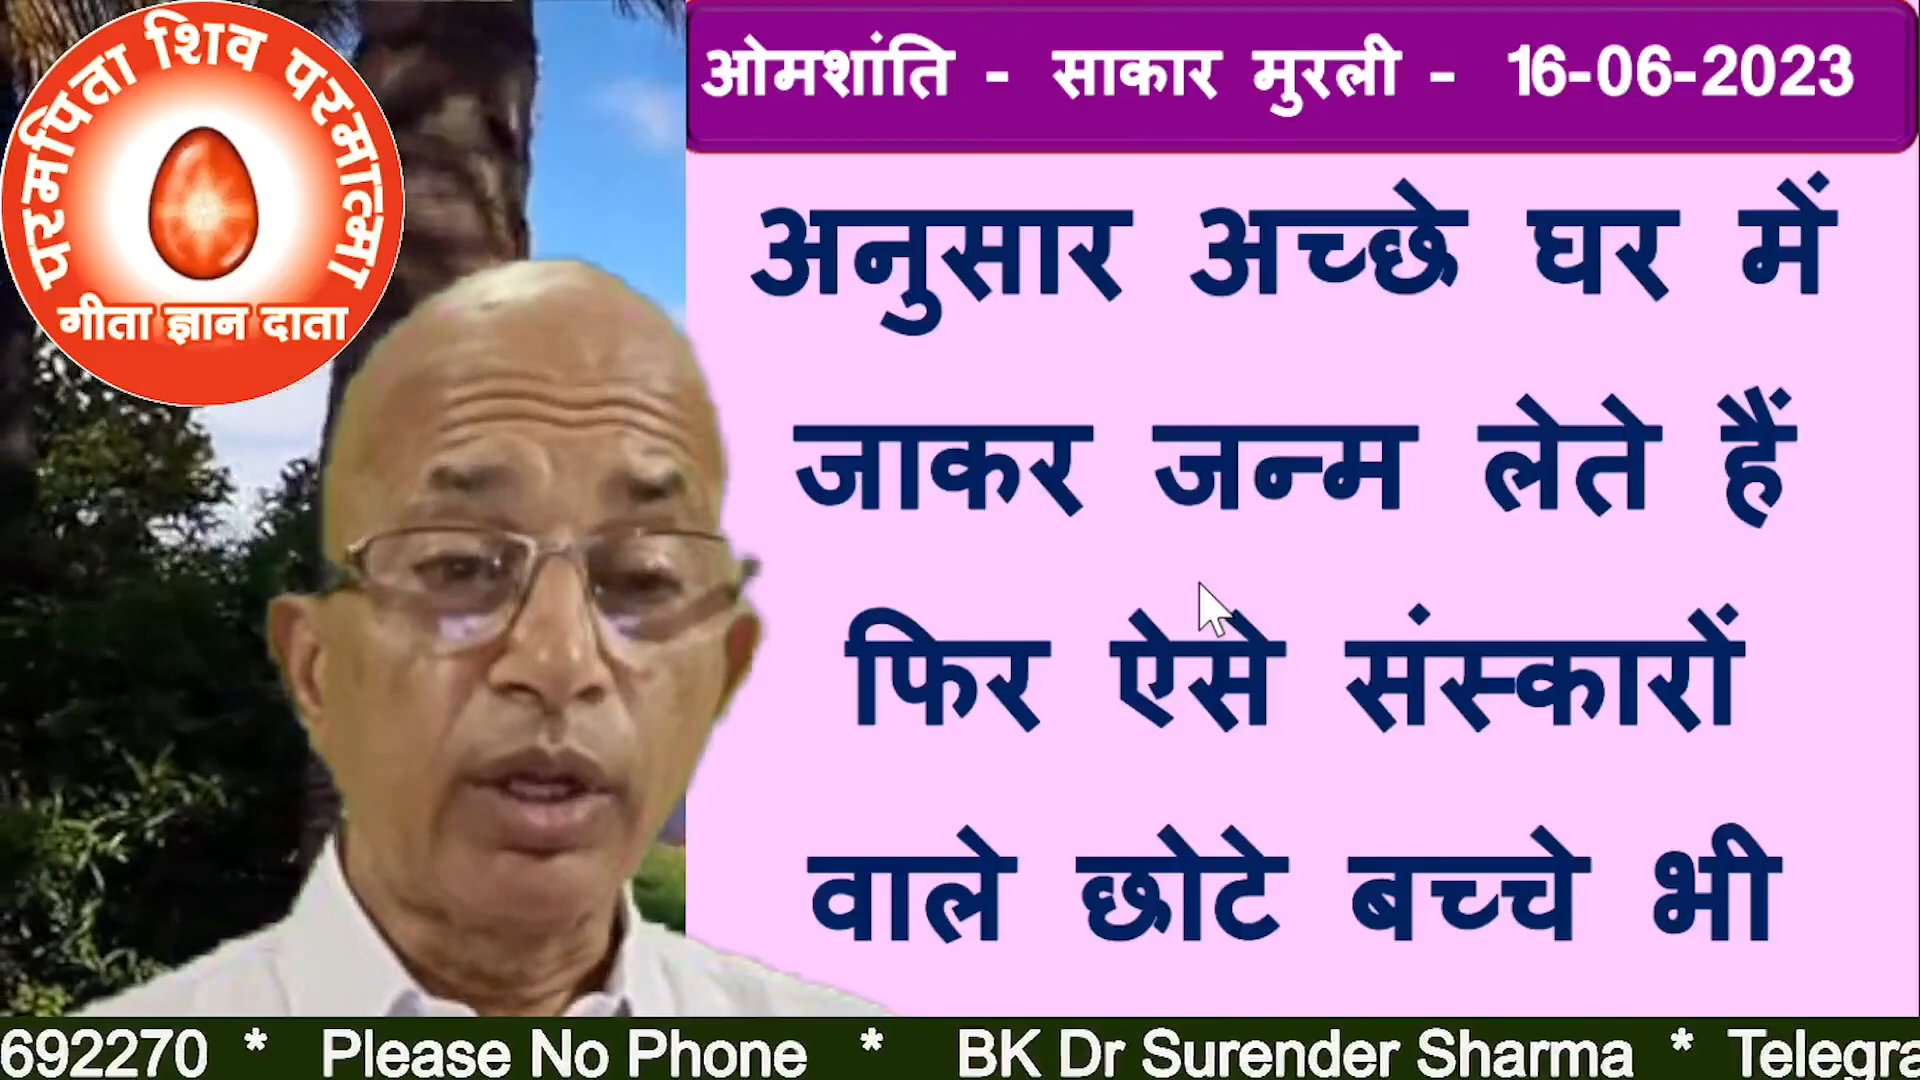 परमपिता शिव परमात्मा
गीता ज्ञान दाता
ओमशांति - साकार मुरली - 16-06-2023
अनुसार अच्छे घर में
जाकर जन्म लेते हैं
फिर ऐसे संस्कारों
वाले छोटे बच्चे भी
692270 * Please No Phone * BK Dr Surender Sharma * Telegra